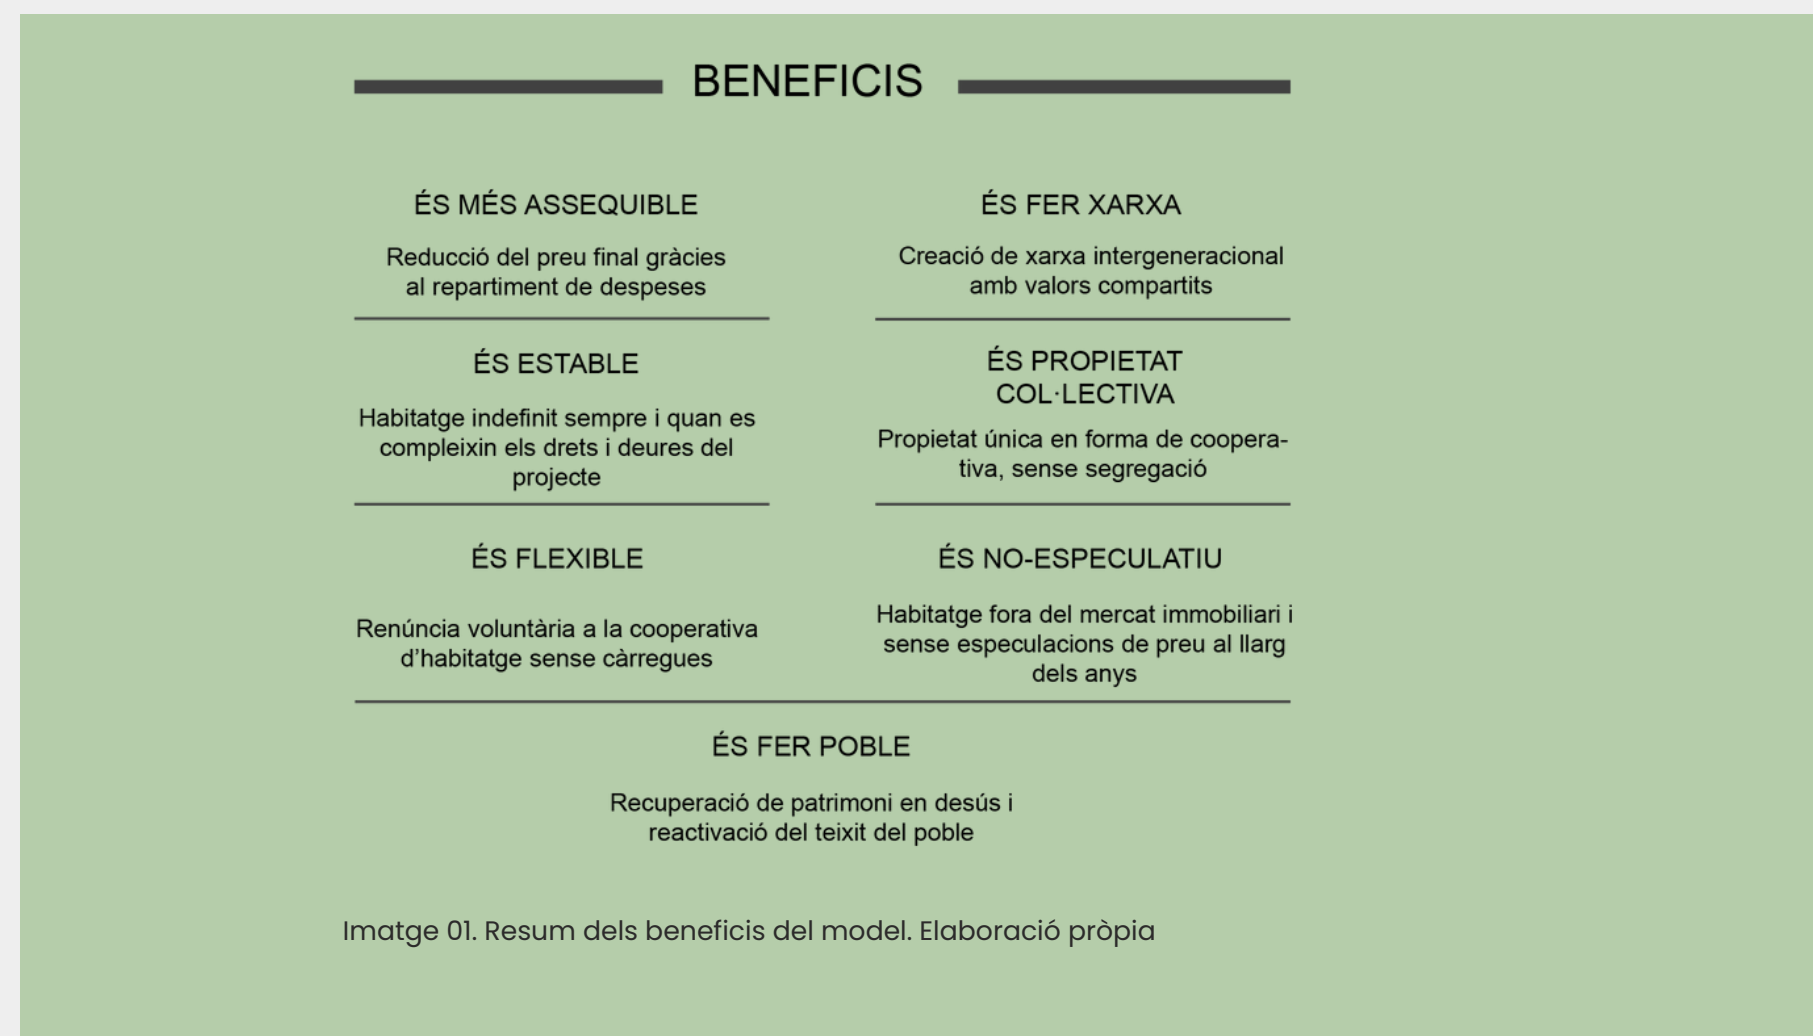 BENEFICIS
ÉS MÉS ASSEQUIBLE
Reducció del preu final gràcies
al repartiment de despeses
ÉS FER XARXA
Creació de xarxa intergeneracional
amb valors compartits
ÉS ESTABLE
Habitatge indefinit sempre i quan es
compleixin els drets i deures del
projecte
ÉS PROPIETAT
COL·LECTIVA
Propietat única en forma de coopera-
tiva, sense segregació
ÉS FLEXIBLE
Renúncia voluntària a la cooperativa
d’habitatge sense càrregues
ÉS NO-ESPECULATIU
Habitatge fora del mercat immobiliari i
sense especulacions de preu al llarg
dels anys
ÉS FER POBLE
Recuperació de patrimoni en desús i
reactivació del teixit del poble
Imatge 01. Resum dels beneficis del model. Elaboració pròpia